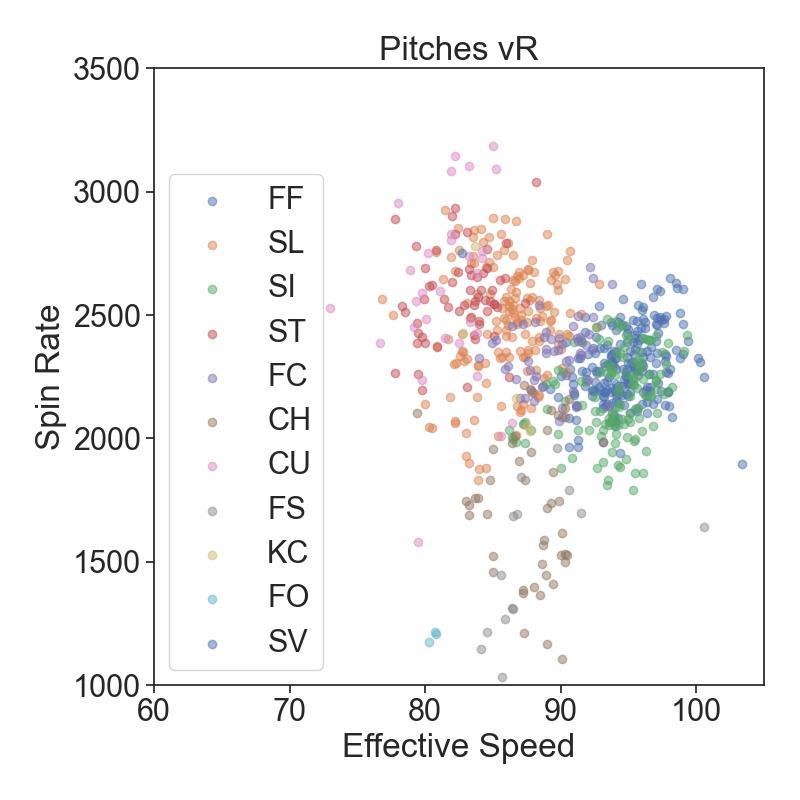 Pitches vR
3500
3000
2500
2000
1500
1000
Spin Rate
FF
SL
SI
ST
FC
CH
CU
FS
KC
FO
SV
60 70 80 90 100
Effective Speed